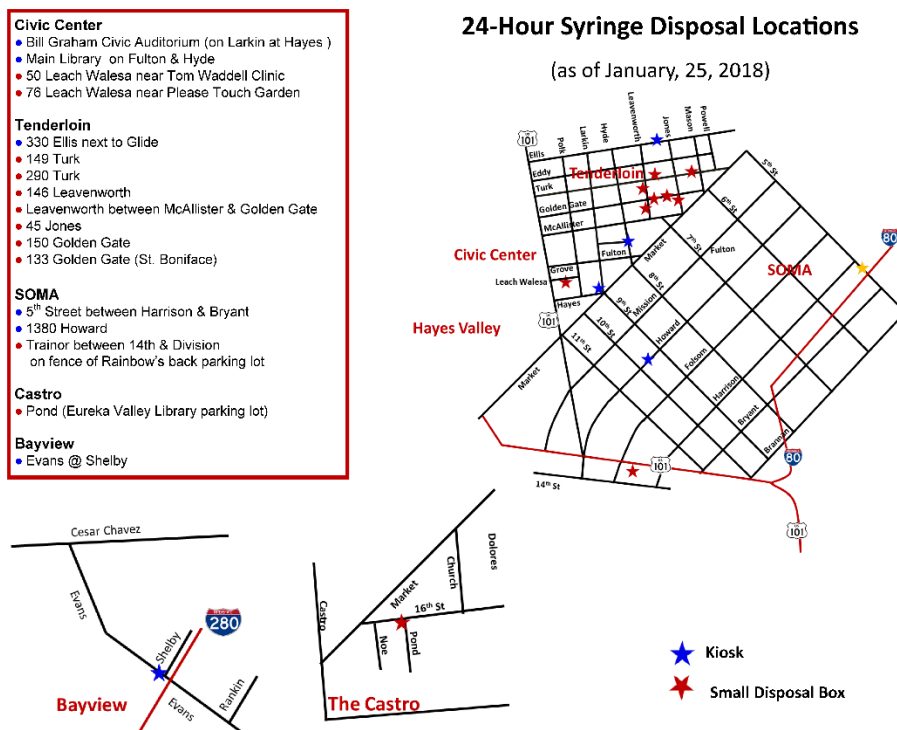 24-Hour Syringe Disposal Locations
(as of January, 25, 2018)
Civic Center
Bill Graham Civic Auditorium (on Larkin at Hayes )
Main Library on Fulton & Hyde
50 Leach Walesa near Tom Waddell Clinic
76 Leach Walesa near Please Touch Garden
Tenderloin
330 Ellis next to Glide
149 Turk
290 Turk
146 Leavenworth
Leavenworth between McAllister & Golden Gate
45 Jones
150 Golden Gate
133 Golden Gate (St. Boniface)
SOMA
5th Street between Harrison & Bryant
1380 Howard
Trainor between 14th & Division
on fence of Rainbow's back parking lot
Castro
Pond (Eureka Valley Library parking lot)
Bayview
Evans @ Shelby
101
Polk
Larkin
Hyde
Leavenworth
Jones
Mason
Powell
Ellis
Eddy
Turk
Golden Gate
McAllister
Tenderloin
5th St
6th St
7th St
Fulton
Market
Civic Center
Fulton
Grove
Leach Walesa
Hayes
101
Hayes Valley
8th St
Mission
9th St
10th St
11th St
Howard
Folsom
Harrison
Bryant
Brannan
SOMA
80
Market
101
14th St
80
101
Cesar Chavez
Evans
Shelby
280
Evans
Rankin
Bayview
Castro
Market
Church
Dolores
16th St
Noe
Pond
The Castro
Kiosk
Small Disposal Box